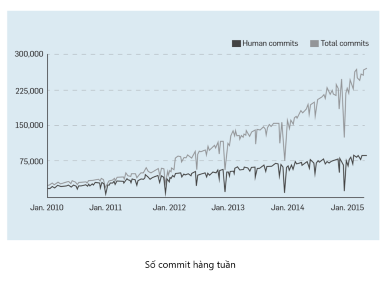 Human commits Total commits
300,000
225,000
150,000
75,000
Jan. 2010 Jan. 2011 Jan. 2012 Jan. 2013 Jan. 2014 Jan. 2015
Số commit hàng tuần